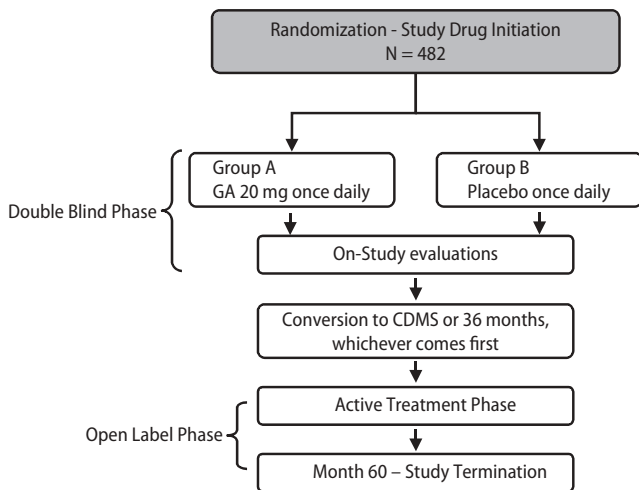 Randomization - Study Drug Initiation
N = 482
Group A
GA 20 mg once daily
Group B
Placebo once daily
Double Blind Phase
On-Study evaluations
Conversion to CDMS or 36 months,
whichever comes first
Active Treatment Phase
Open Label Phase
Month 60 – Study Termination